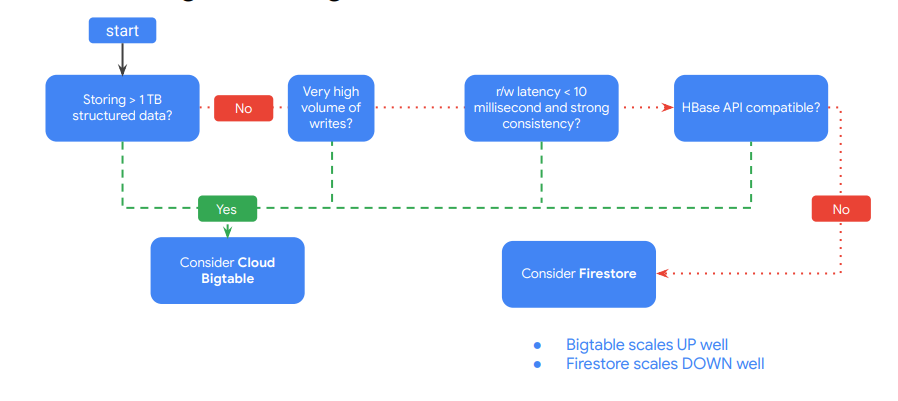 start
Storing > 1 TB
structured data?
No
Very high
volume of
writes?
r/w latency < 10
millisecond and strong
consistency?
HBase API compatible?
Yes
No
Consider Cloud
Bigtable
Consider Firestore
● Bigtable scales UP well
● Firestore scales DOWN well